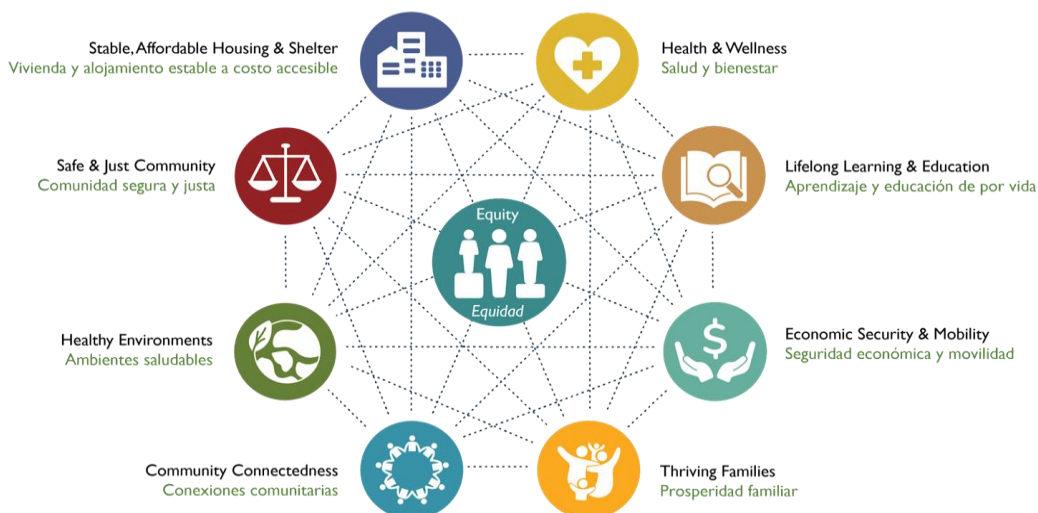 Stable, Affordable Housing & Shelter
Vivienda y alojamiento estable a costo accesible
Health & Wellness
Salud y bienestar
Safe & Just Community
Comunidad segura y justa
Lifelong Learning & Education
Aprendizaje y educación de por vida
Equity
Equidad
Healthy Environments
Ambientes saludables
$
Economic Security & Mobility
Seguridad económica y movilidad
Community Connectedness
Conexiones comunitarias
Thriving Families
Prosperidad familiar